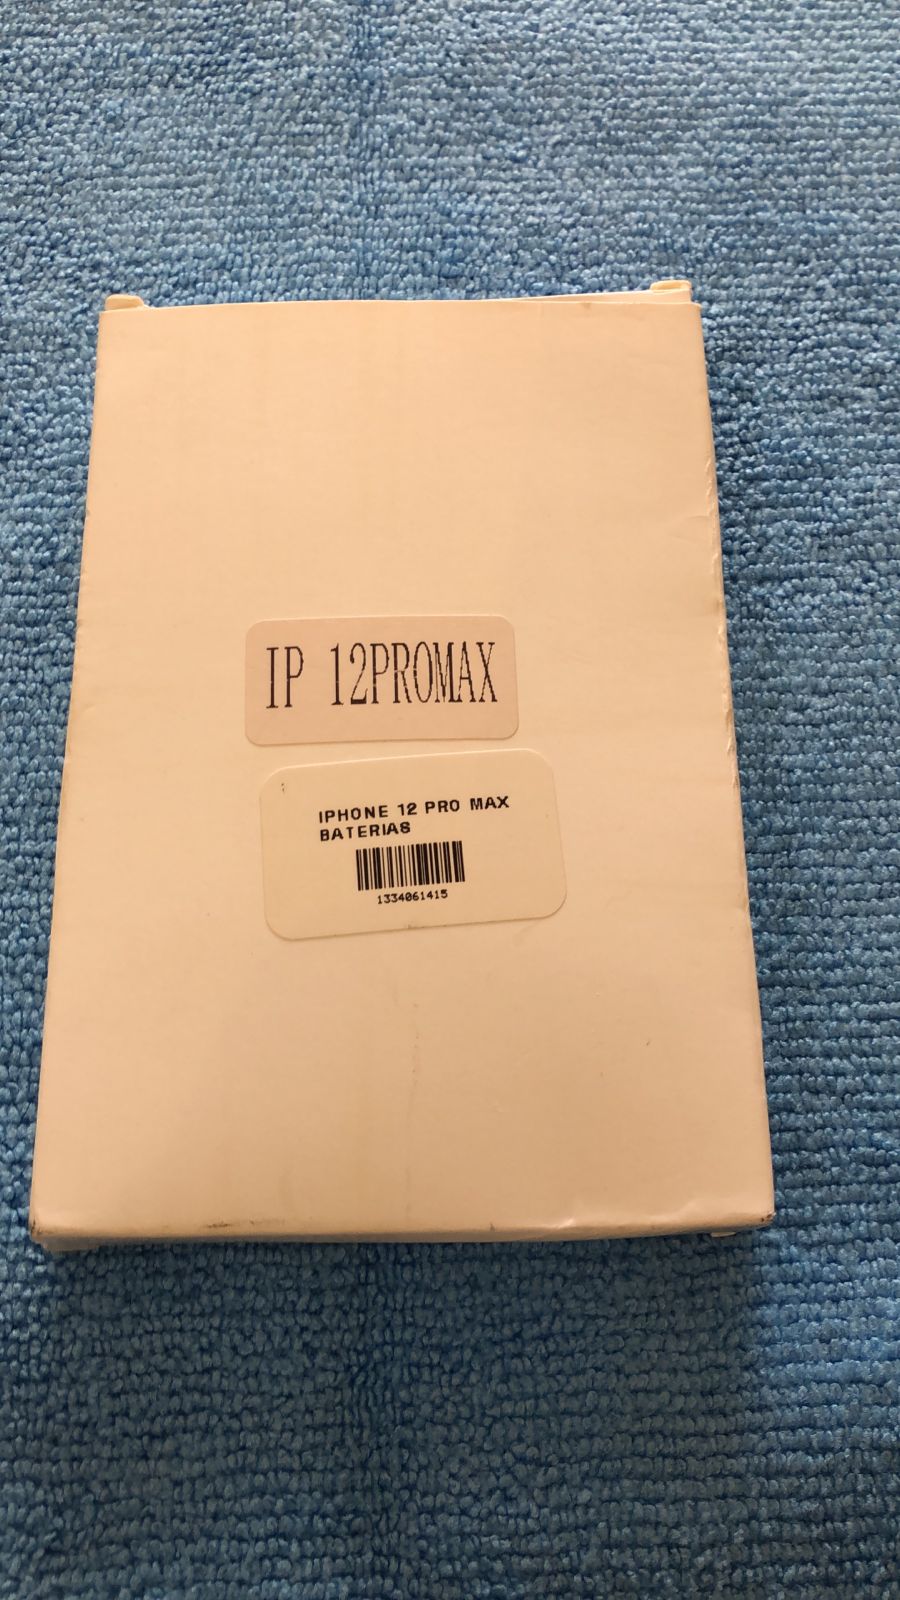 IP 12PROMAX
IPHONE 12 PRO MAX
BATERIAS
1334061415